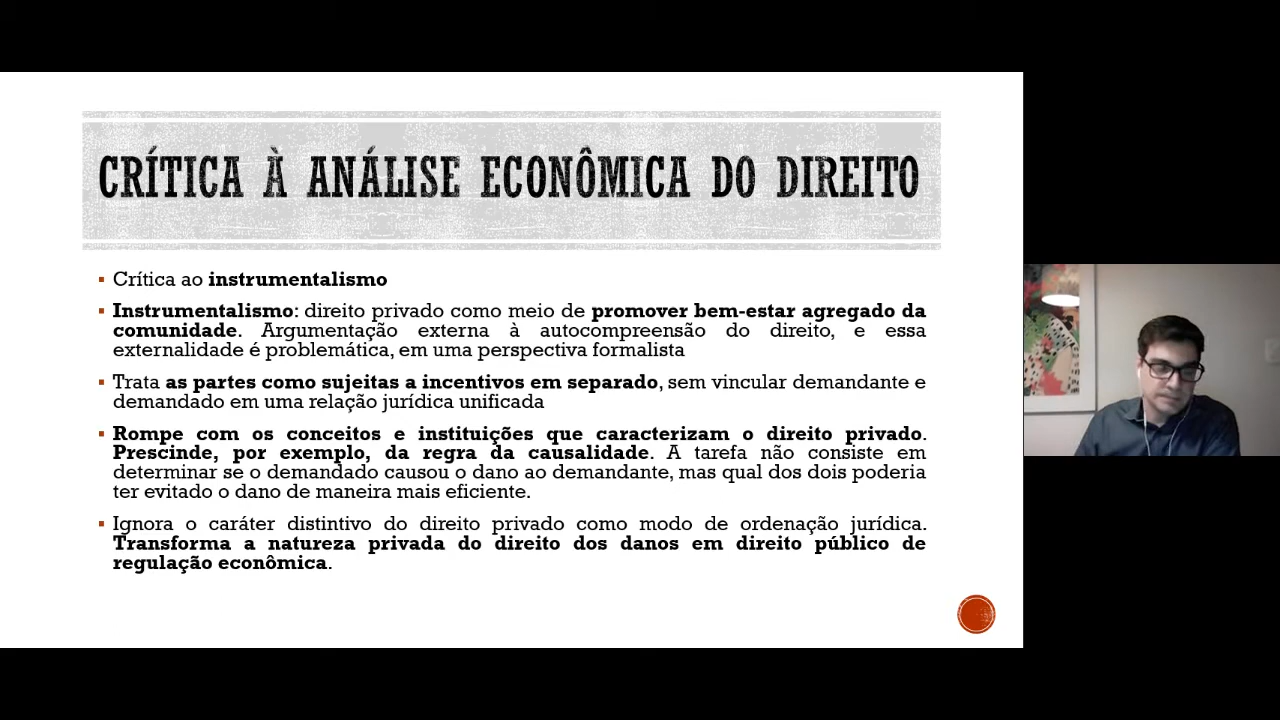 CRÍTICA À ANÁLISE ECONÔMICA DO DIREITO
▪ Crítica ao instrumentalismo
▪ Instrumentalismo: direito privado como meio de promover bem-estar agregado da
comunidade. Argumentação externa à autocompreensão do direito, e essa
externalidade é problemática, em uma perspectiva formalista
▪ Trata as partes como sujeitas a incentivos em separado, sem vincular demandante e
demandado em uma relação jurídica unificada
▪ Rompe com os conceitos e instituições que caracterizam o direito privado.
Prescinde, por exemplo, da regra da causalidade. A tarefa não consiste em
determinar se o demandado causou o dano ao demandante, mas qual dos dois poderia
ter evitado o dano de maneira mais eficiente.
▪ Ignora o caráter distintivo do direito privado como modo de ordenação jurídica.
Transforma a natureza privada do direito dos danos em direito público de
regulação econômica.